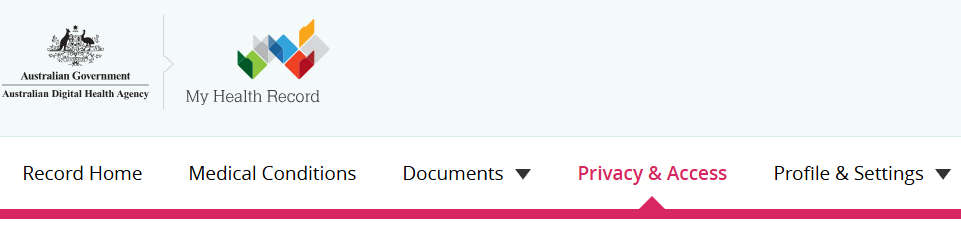 Australian Government
Australian Digital Health Agency
My Health Record
Record Home Medical Conditions Documents Privacy & Access Profile & Settings